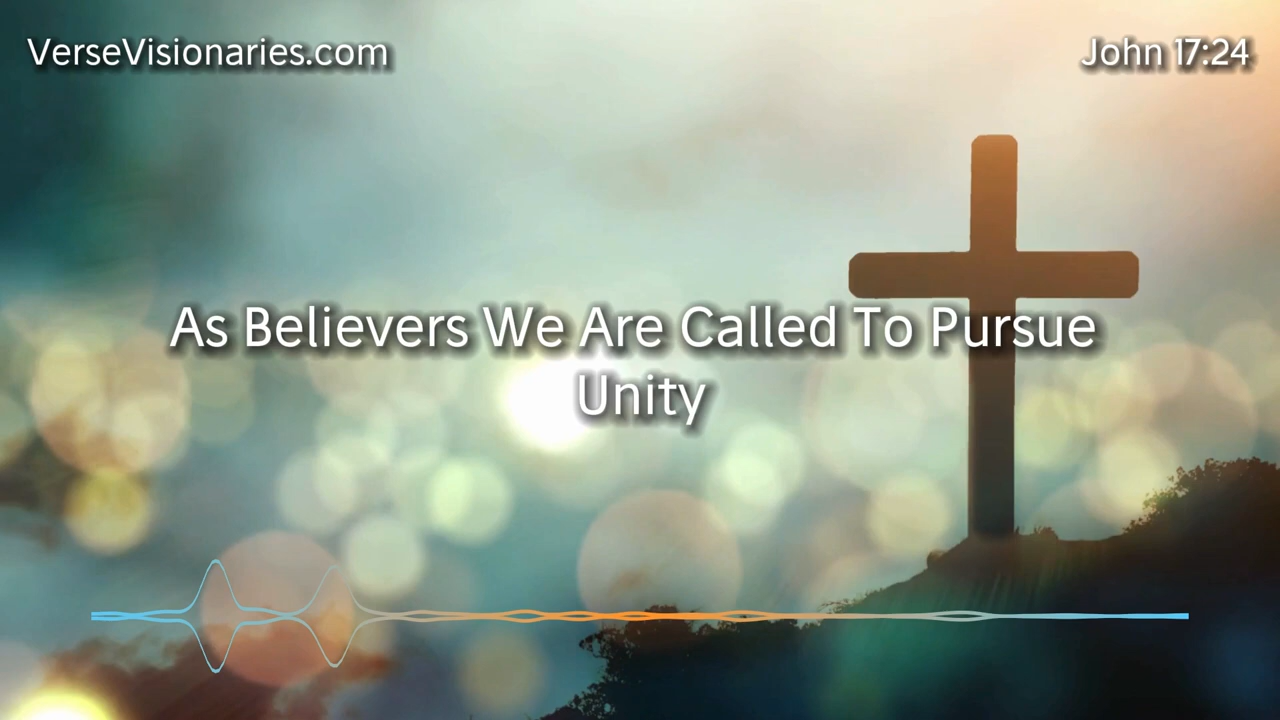 VerseVisionaries.com
John 17:24
As Believers We Are Called To Pursue
Unity